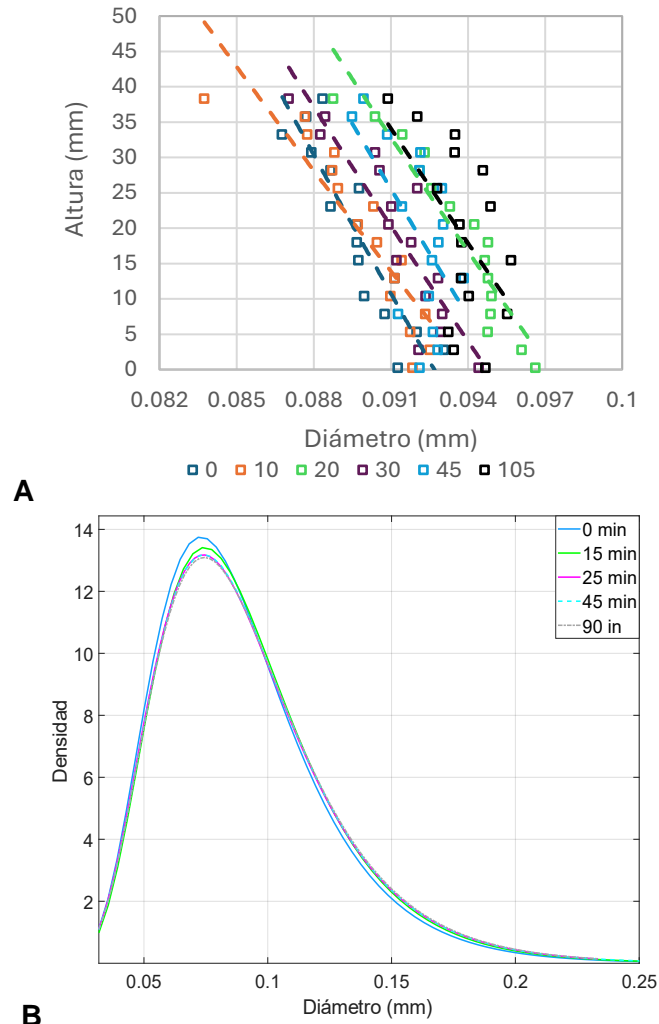 50
45
40
35
30
25
20
15
10
5
0
Altura (mm)
0.082 0.085 0.088 0.091 0.094 0.097 0.1
Diámetro (mm)
0 10 20 30 45 105
A
14
12
10
8
6
4
2
Densidad
0 min
15 min
25 min
45 min
90 in
0.05 0.1 0.15 0.2 0.25
Diámetro (mm)
B